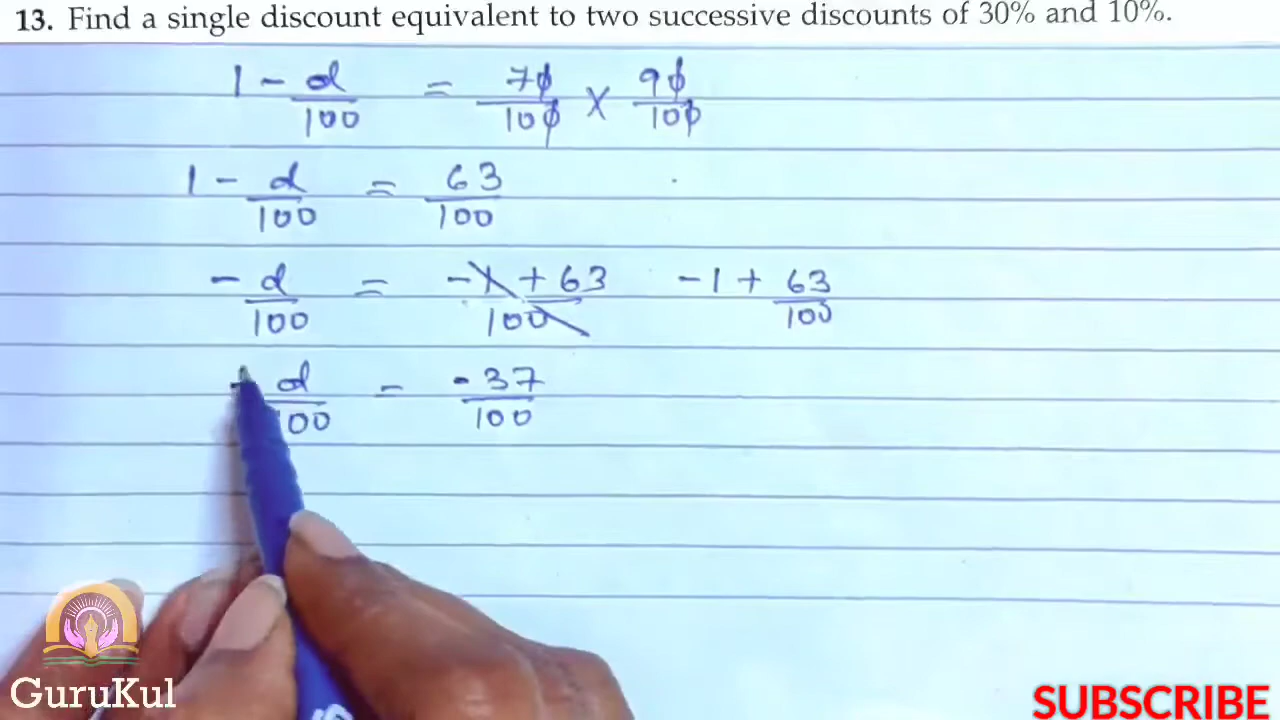 13. Find a single discount equivalent to two successive discounts of 30% and 10%.
1 - d/100 = 70/100 × 90/100
1 - d/100 = 63/100
- d/100 = -1 + 63/100 -1 + 63/100
- d/100 = -37/100
GuruKul
SUBSCRIBE